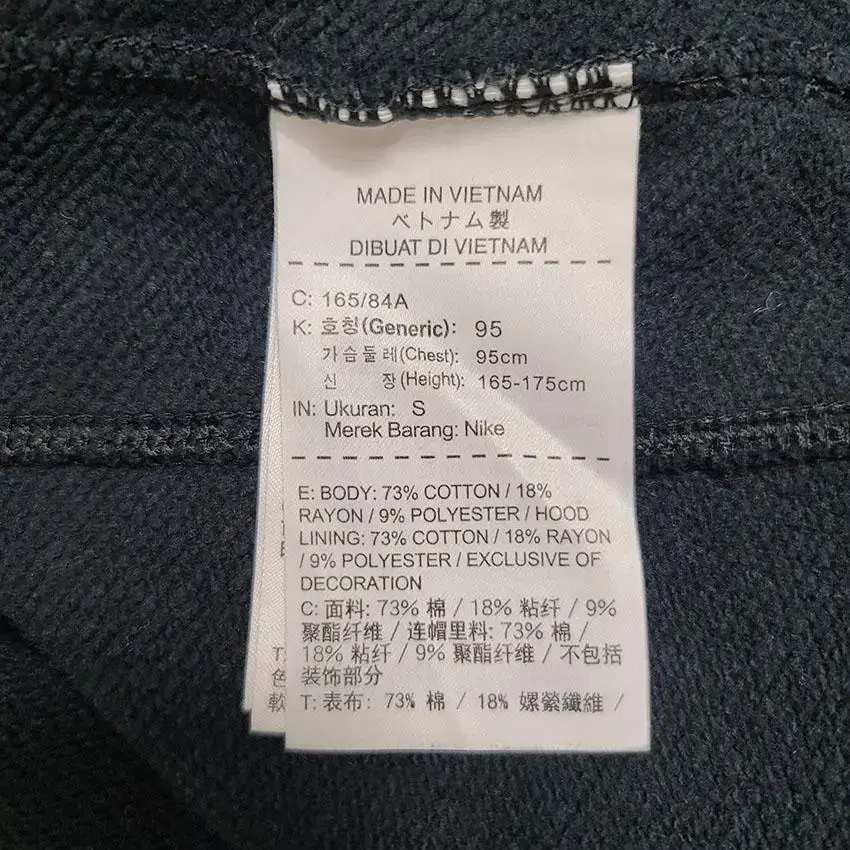 MADE IN VIETNAM
ベトナム製
DIBUAT DI VIETNAM
C: 165/84A
K: 호칭(Generic): 95
가슴둘레(Chest): 95cm
신 장(Height): 165-175cm
IN: Ukuran: S
Merek Barang: Nike
E: BODY: 73% COTTON / 18%
RAYON / 9% POLYESTER / HOOD
LINING: 73% COTTON / 18% RAYON
/ 9% POLYESTER / EXCLUSIVE OF
DECORATION
C: 面料: 73% 棉 / 18% 粘纤 / 9%
聚酯纤维 / 连帽里料: 73% 棉 /
18% 粘纤 / 9% 聚酯纤维 / 不包括
装饰部分
T: 表布: 73% 棉 / 18% 嫘縈纖維 /
T:
色
軟